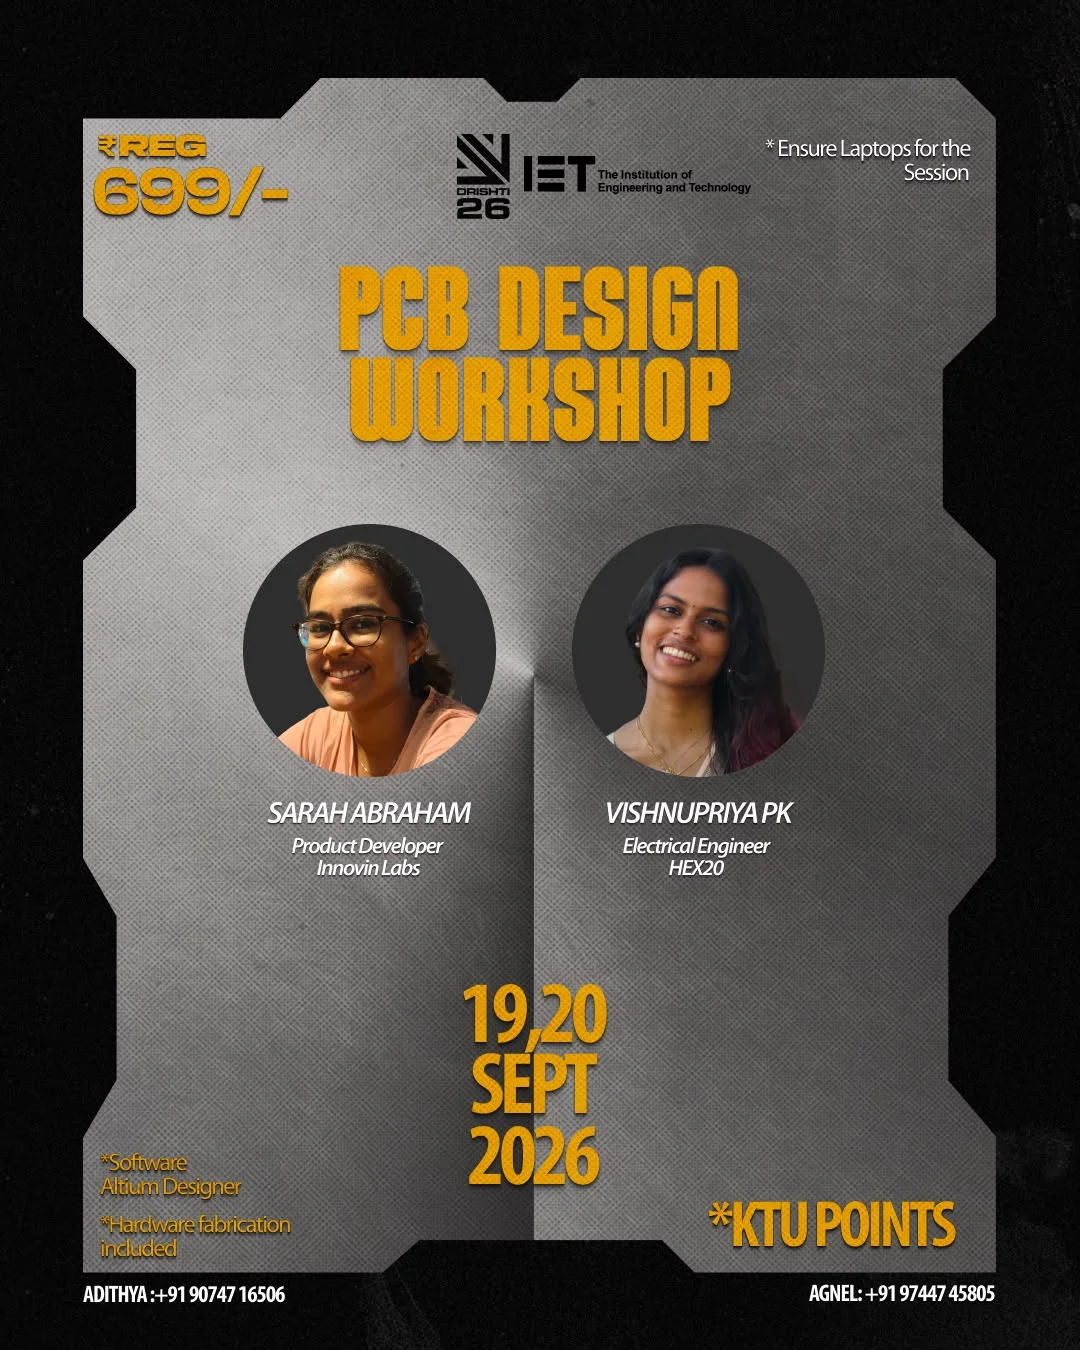 ₹REG
699/-
DRISHTI
26
IET The Institution of
Engineering and Technology
* Ensure Laptops for the
Session
PCB DESIGN
WORKSHOP
SARAH ABRAHAM
Product Developer
Innovin Labs
VISHNUPRIYA PK
Electrical Engineer
HEX20
19,20
SEPT
2026
*Software
Altium Designer
*Hardware fabrication
included
*KTU POINTS
ADITHYA :+91 90747 16506
AGNEL: +91 97447 45805